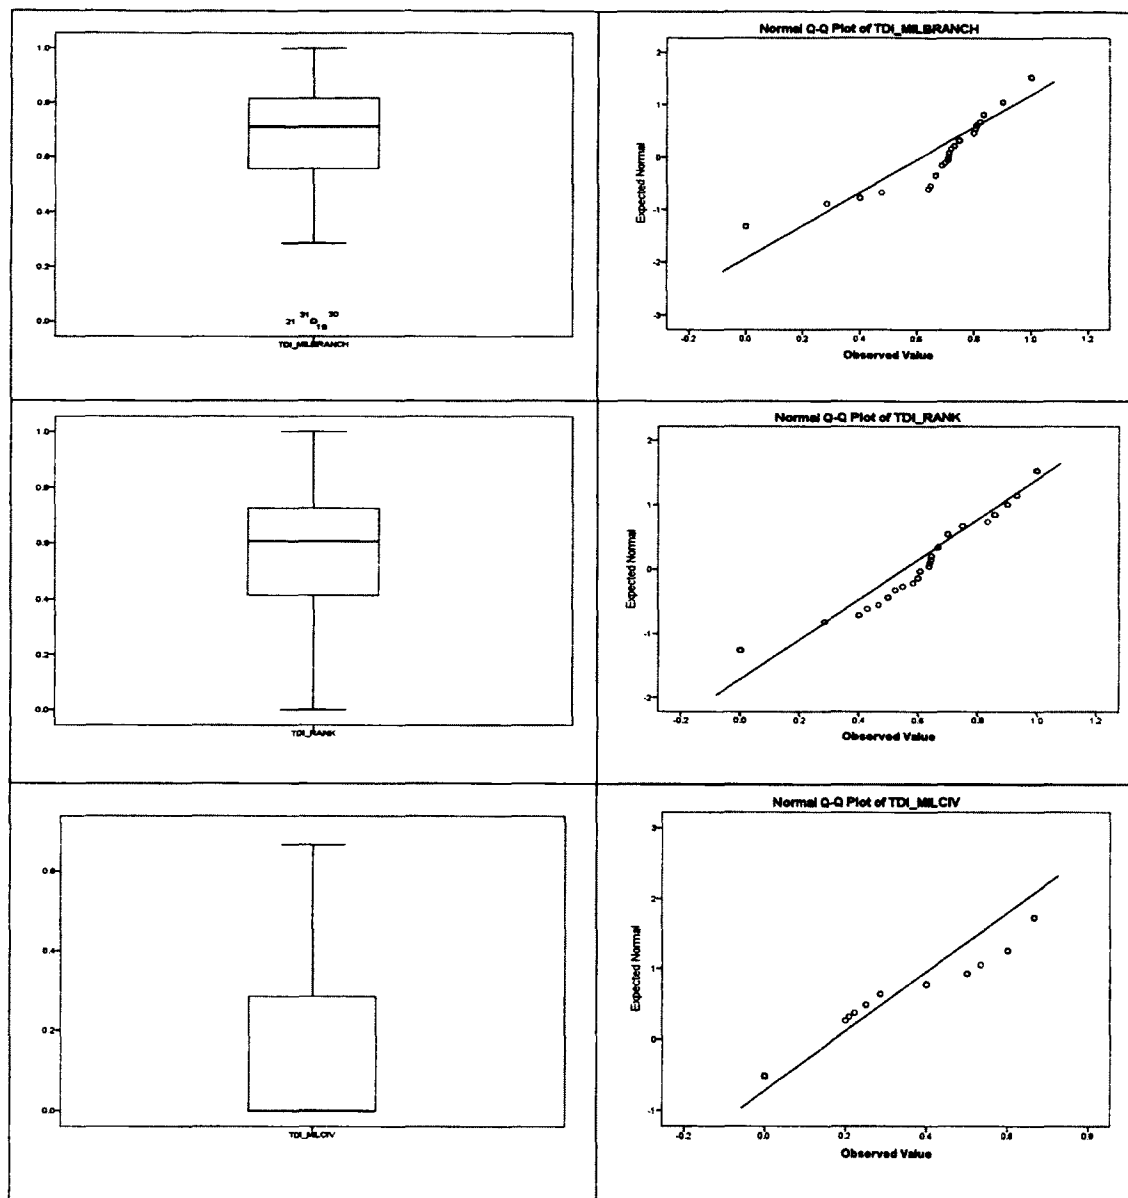 Normal Q-Q Plot of TDI_MILBRANCH
1.0
0.8
0.6
0.4
0.2
0.0
21 31 30
19
TDI_MILBRANCH
Expected Normal
2
1
0
-1
-2
-3
-0.2 0.0 0.2 0.4 0.6 0.8 1.0 1.2
Observed Value
Normal Q-Q Plot of TDI_RANK
1.0
0.8
0.6
0.4
0.2
0.0
TDI_RANK
Expected Normal
2
1
0
-1
-2
-0.2 0.0 0.2 0.4 0.6 0.8 1.0 1.2
Observed Value
Normal Q-Q Plot of TDI_MILCIV
0.6
0.4
0.2
0.0
TDI_MILCIV
Expected Normal
3
2
1
0
-1
-0.2 0.0 0.2 0.4 0.6
Observed Value